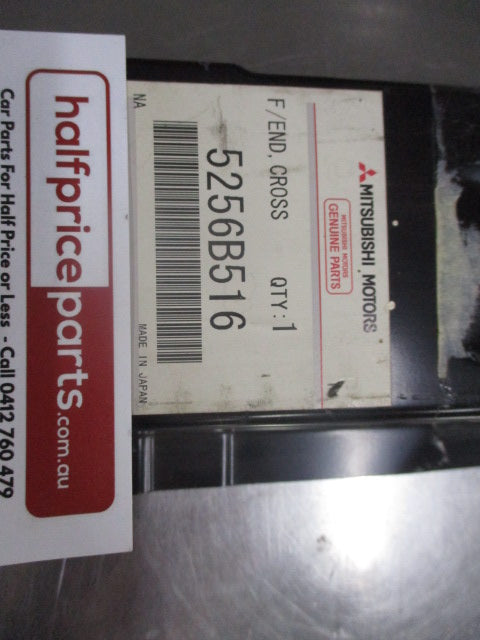 MITSUBISHI MOTORS
MITSUBISHI MOTORS
GENUINE PARTS
F/END, CROSS QTY:1
5256B516
NA
MADE IN JAPAN
halfpriceparts.com.au
Car Parts For Half Price or Less - Call 0412 760 479